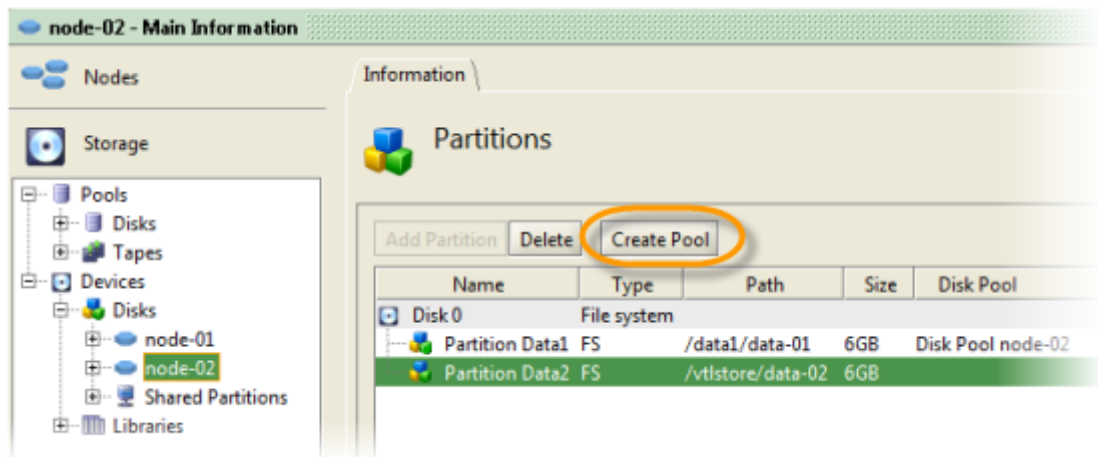 node-02 - Main Information
Nodes
Storage
Pools
Disks
Tapes
Devices
Disks
node-01
node-02
Shared Partitions
Libraries
Information
Partitions
Add Partition Delete Create Pool
Name Type Path Size Disk Pool
Disk 0 File system
Partition Data1 FS /data1/data-01 6GB Disk Pool node-02
Partition Data2 FS /vtlstore/data-02 6GB